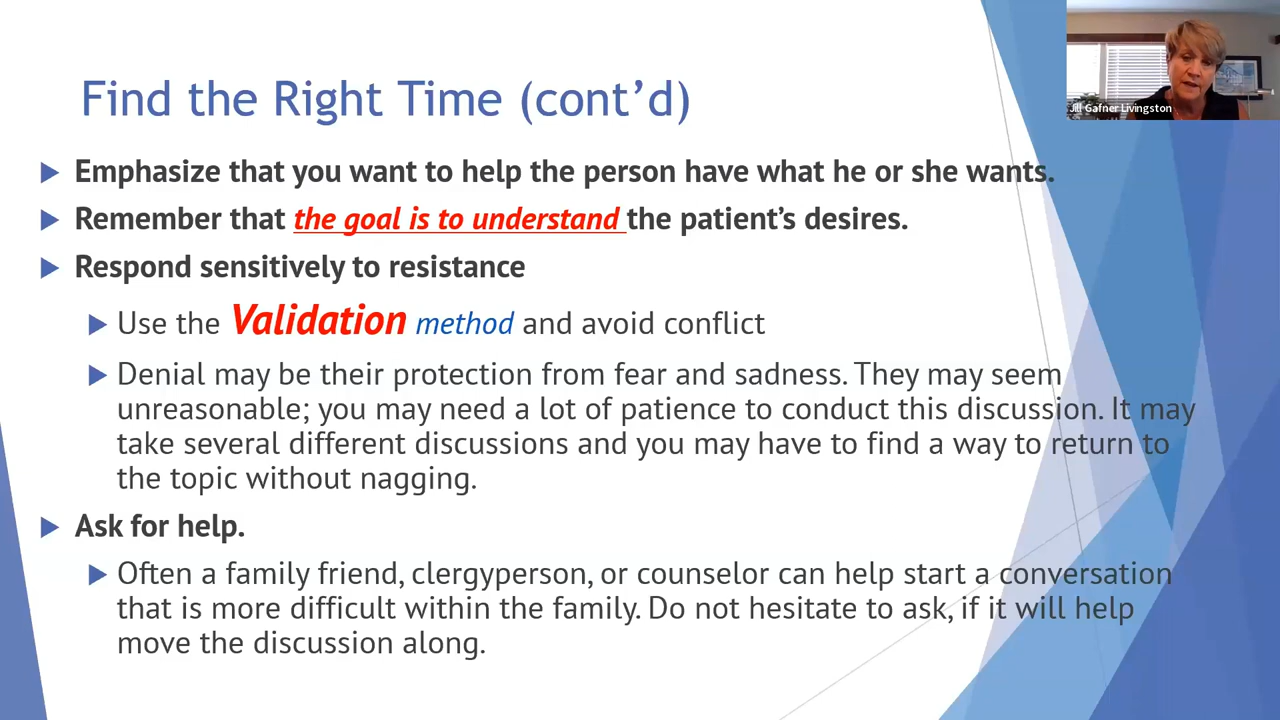 Find the Right Time (cont’d)
Jill Gafner Livingston
Emphasize that you want to help the person have what he or she wants.
Remember that the goal is to understand the patient’s desires.
Respond sensitively to resistance
Use the Validation method and avoid conflict
Denial may be their protection from fear and sadness. They may seem
unreasonable; you may need a lot of patience to conduct this discussion. It may
take several different discussions and you may have to find a way to return to
the topic without nagging.
Ask for help.
Often a family friend, clergyperson, or counselor can help start a conversation
that is more difficult within the family. Do not hesitate to ask, if it will help
move the discussion along.